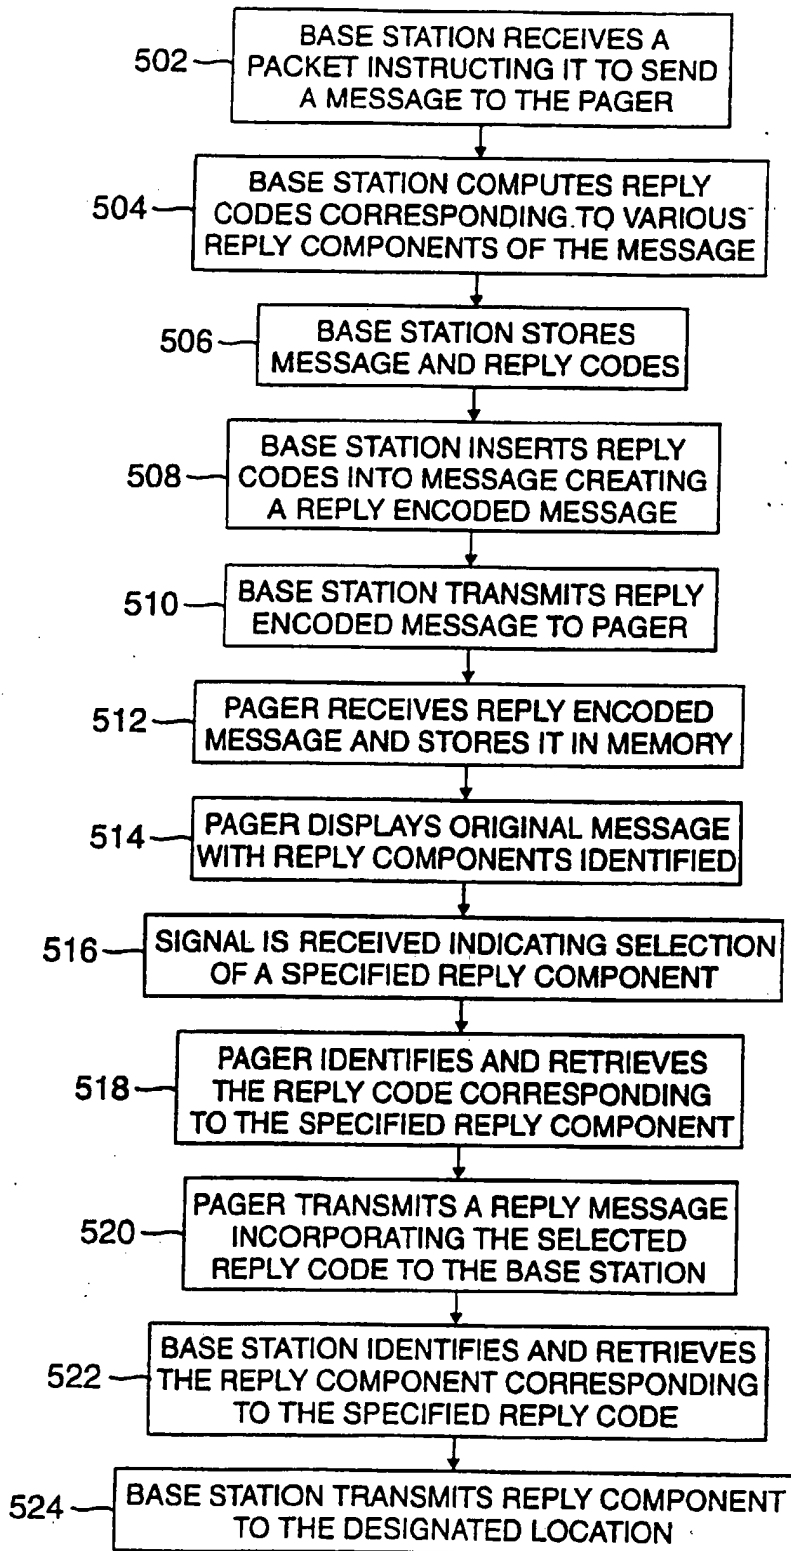 BASE STATION RECEIVES A
502 PACKET INSTRUCTING IT TO SEND
A MESSAGE TO THE PAGER
BASE STATION COMPUTES REPLY
504 CODES CORRESPONDING TO VARIOUS
REPLY COMPONENTS OF THE MESSAGE
506 BASE STATION STORES
MESSAGE AND REPLY CODES
BASE STATION INSERTS REPLY
508 CODES INTO MESSAGE CREATING
A REPLY ENCODED MESSAGE
510 BASE STATION TRANSMITS REPLY
ENCODED MESSAGE TO PAGER
512 PAGER RECEIVES REPLY ENCODED
MESSAGE AND STORES IT IN MEMORY
514 PAGER DISPLAYS ORIGINAL MESSAGE
WITH REPLY COMPONENTS IDENTIFIED
516 SIGNAL IS RECEIVED INDICATING SELECTION
OF A SPECIFIED REPLY COMPONENT
PAGER IDENTIFIES AND RETRIEVES
518 THE REPLY CODE CORRESPONDING
TO THE SPECIFIED REPLY COMPONENT
PAGER TRANSMITS A REPLY MESSAGE
520 INCORPORATING THE SELECTED
REPLY CODE TO THE BASE STATION
BASE STATION IDENTIFIES AND RETRIEVES
522 THE REPLY COMPONENT CORRESPONDING
TO THE SPECIFIED REPLY CODE
524 BASE STATION TRANSMITS REPLY COMPONENT
TO THE DESIGNATED LOCATION